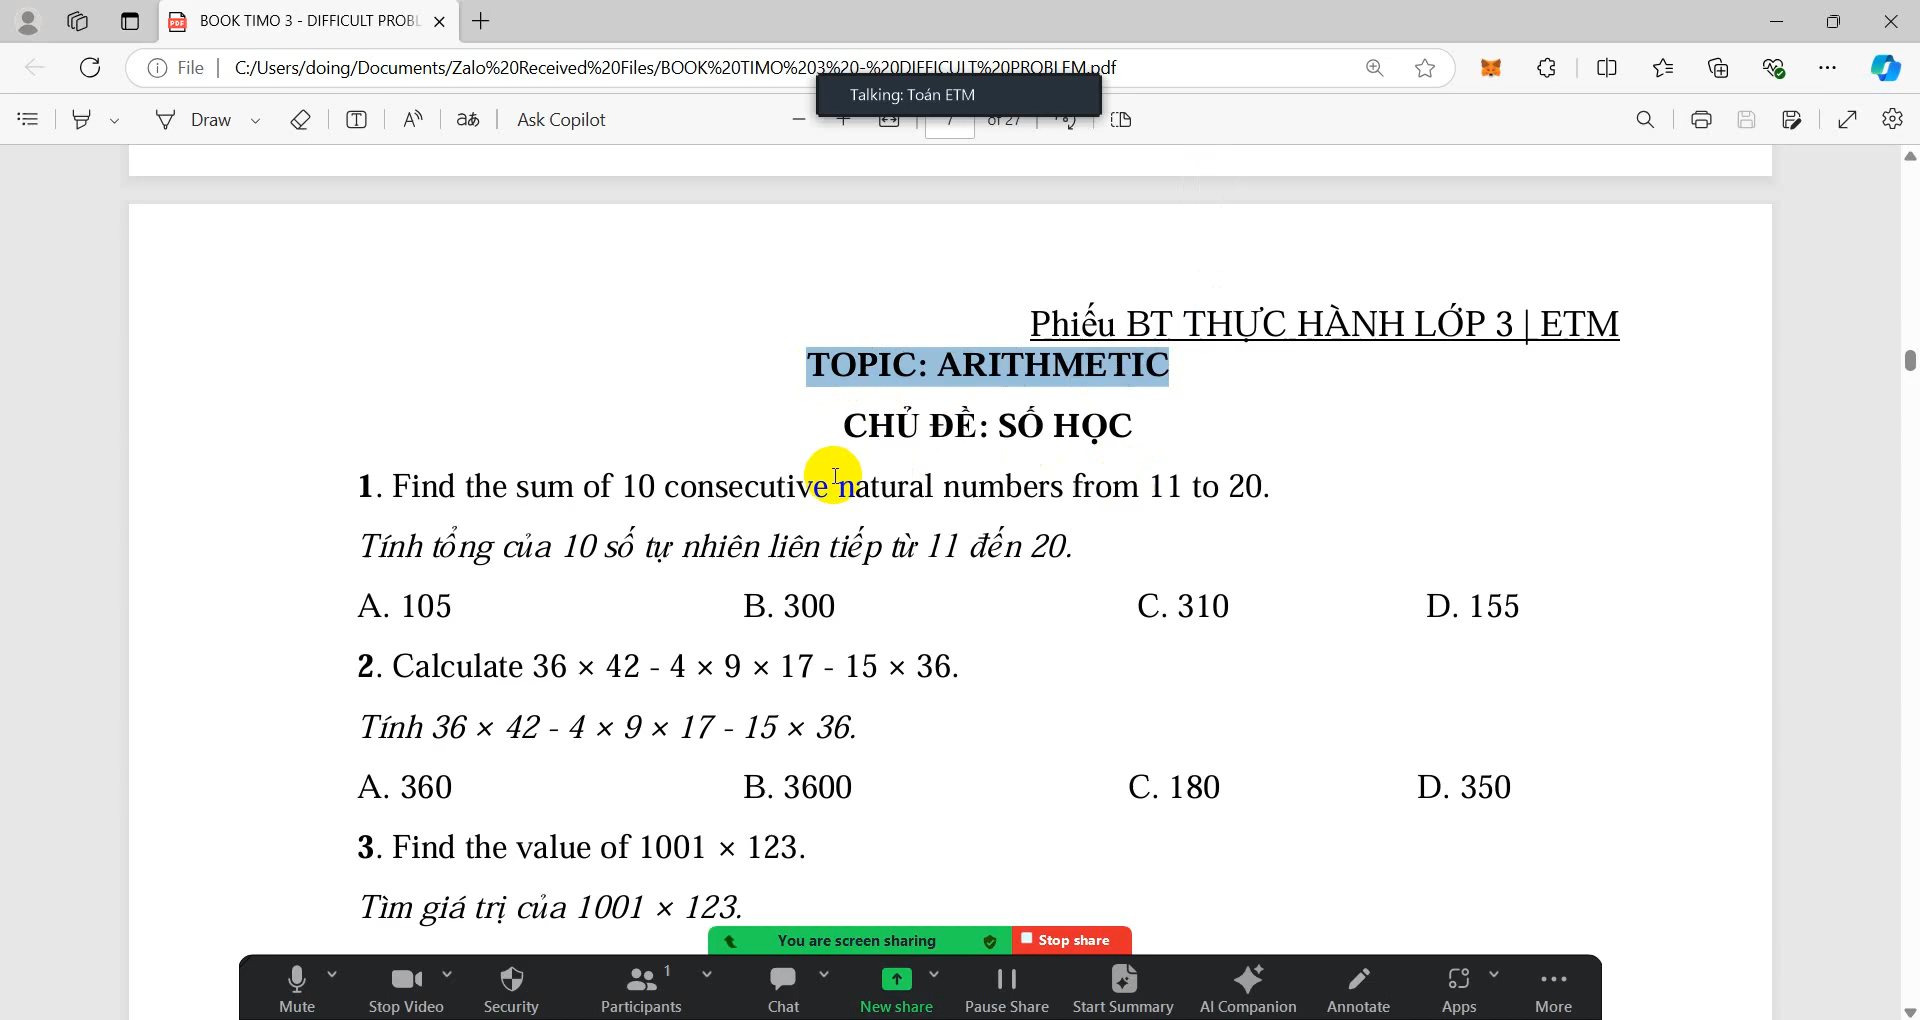 BOOK TIMO 3 - DIFFICULT PROBL
File
C:/Users/doing/Documents/Zalo%20Received%20Files/BOOK%20TIMO%203%20-%20DIFFICULT%20PROBLEM.pdf
Talking: Toán ETM
Draw
Ask Copilot
7 of 27
Phiếu BT THỰC HÀNH LỚP 3 | ETM
TOPIC: ARITHMETIC
CHỦ ĐỀ: SỐ HỌC
1. Find the sum of 10 consecutive natural numbers from 11 to 20.
Tính tổng của 10 số tự nhiên liên tiếp từ 11 đến 20.
A. 105 B. 300 C. 310 D. 155
2. Calculate 36 × 42 - 4 × 9 × 17 - 15 × 36.
Tính 36 × 42 - 4 × 9 × 17 - 15 × 36.
A. 360 B. 3600 C. 180 D. 350
3. Find the value of 1001 × 123.
Tìm giá trị của 1001 × 123.
You are screen sharing Stop share
1
Mute Stop Video Security Participants Chat New share Pause Share Start Summary AI Companion Annotate Apps More